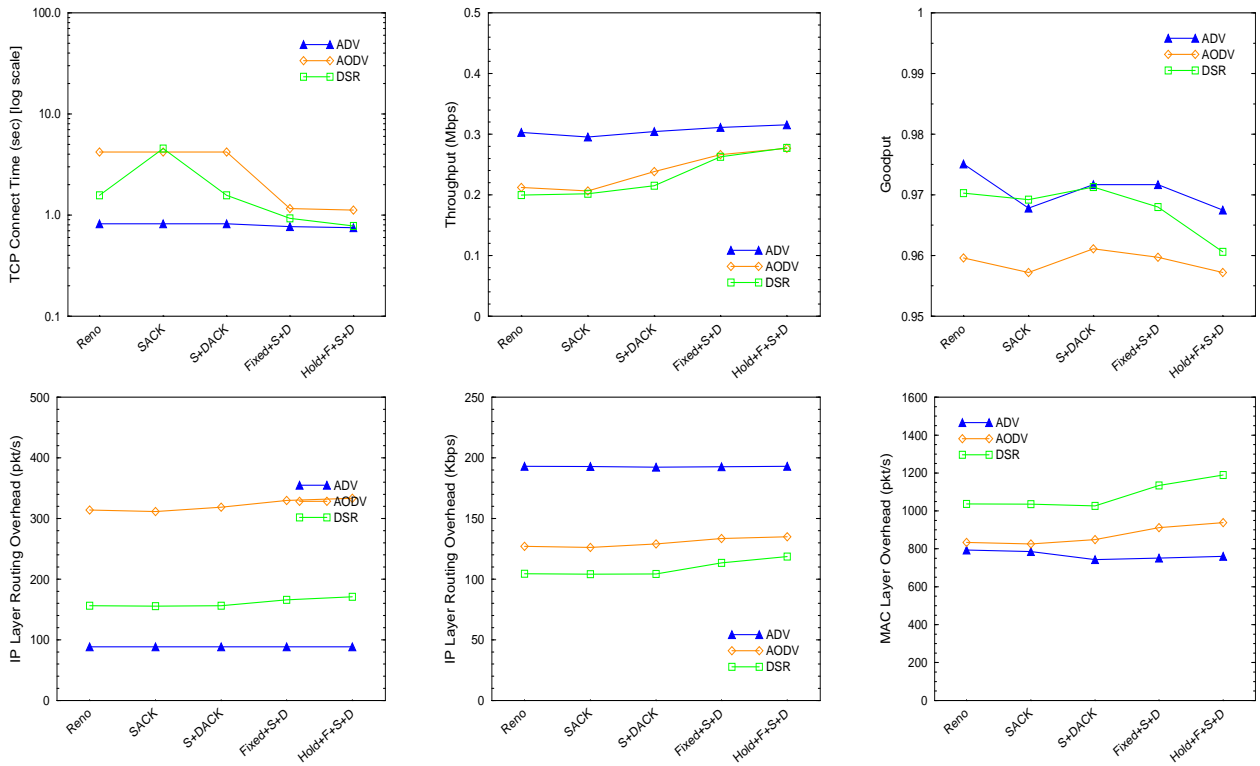 TCP Connect Time (sec) [log scale]
100.0
10.0
1.0
0.1
ADV
AODV
DSR
Reno
SACK
S+DACK
Fixed+S+D
Hold+F+S+D
Throughput (Mbps)
0.5
0.4
0.3
0.2
0.1
0
ADV
AODV
DSR
Reno
SACK
S+DACK
Fixed+S+D
Hold+F+S+D
Goodput
1
0.99
0.98
0.97
0.96
0.95
ADV
AODV
DSR
Reno
SACK
S+DACK
Fixed+S+D
Hold+F+S+D
IP Layer Routing Overhead (pkt/s)
500
400
300
200
100
0
ADV
AODV
DSR
Reno
SACK
S+DACK
Fixed+S+D
Hold+F+S+D
IP Layer Routing Overhead (Kbps)
250
200
150
100
50
0
ADV
AODV
DSR
Reno
SACK
S+DACK
Fixed+S+D
Hold+F+S+D
MAC Layer Overhead (pkt/s)
1600
1400
1200
1000
800
600
400
200
0
ADV
AODV
DSR
Reno
SACK
S+DACK
Fixed+S+D
Hold+F+S+D